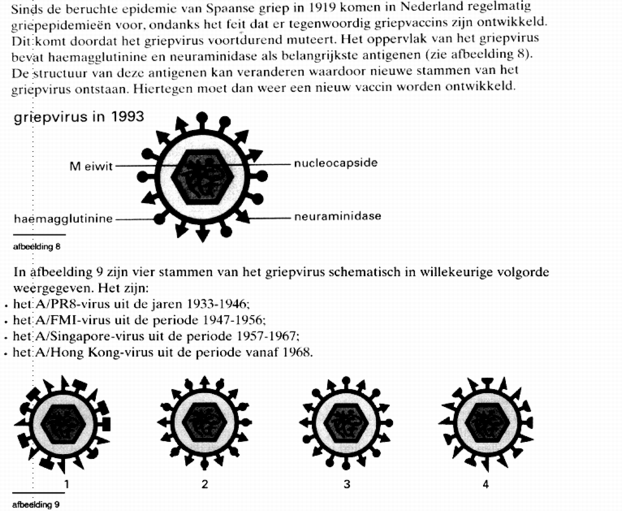 Sinds de beruchte epidemie van Spaanse griep in 1919 komen in Nederland regelmatig
griepepidemieën voor, ondanks het feit dat er tegenwoordig griepvaccins zijn ontwikkeld.
Dit komt doordat het griepvirus voortdurend muteert. Het oppervlak van het griepvirus
bevat haemagglutinine en neuraminidase als belangrijkste antigenen (zie afbeelding 8).
De structuur van deze antigenen kan veranderen waardoor nieuwe stammen van het
griepvirus ontstaan. Hiertegen moet dan weer een nieuw vaccin worden ontwikkeld.
griepvirus in 1993
M eiwit
nucleocapside
haemagglutinine
neuraminidase
afbeelding 8
In afbeelding 9 zijn vier stammen van het griepvirus schematisch in willekeurige volgorde
weergegeven. Het zijn:
• het A/PR8-virus uit de jaren 1933-1946;
• het A/FMI-virus uit de periode 1947-1956;
• het A/Singapore-virus uit de periode 1957-1967;
• het A/Hong Kong-virus uit de periode vanaf 1968.
1 2 3 4
afbeelding 9